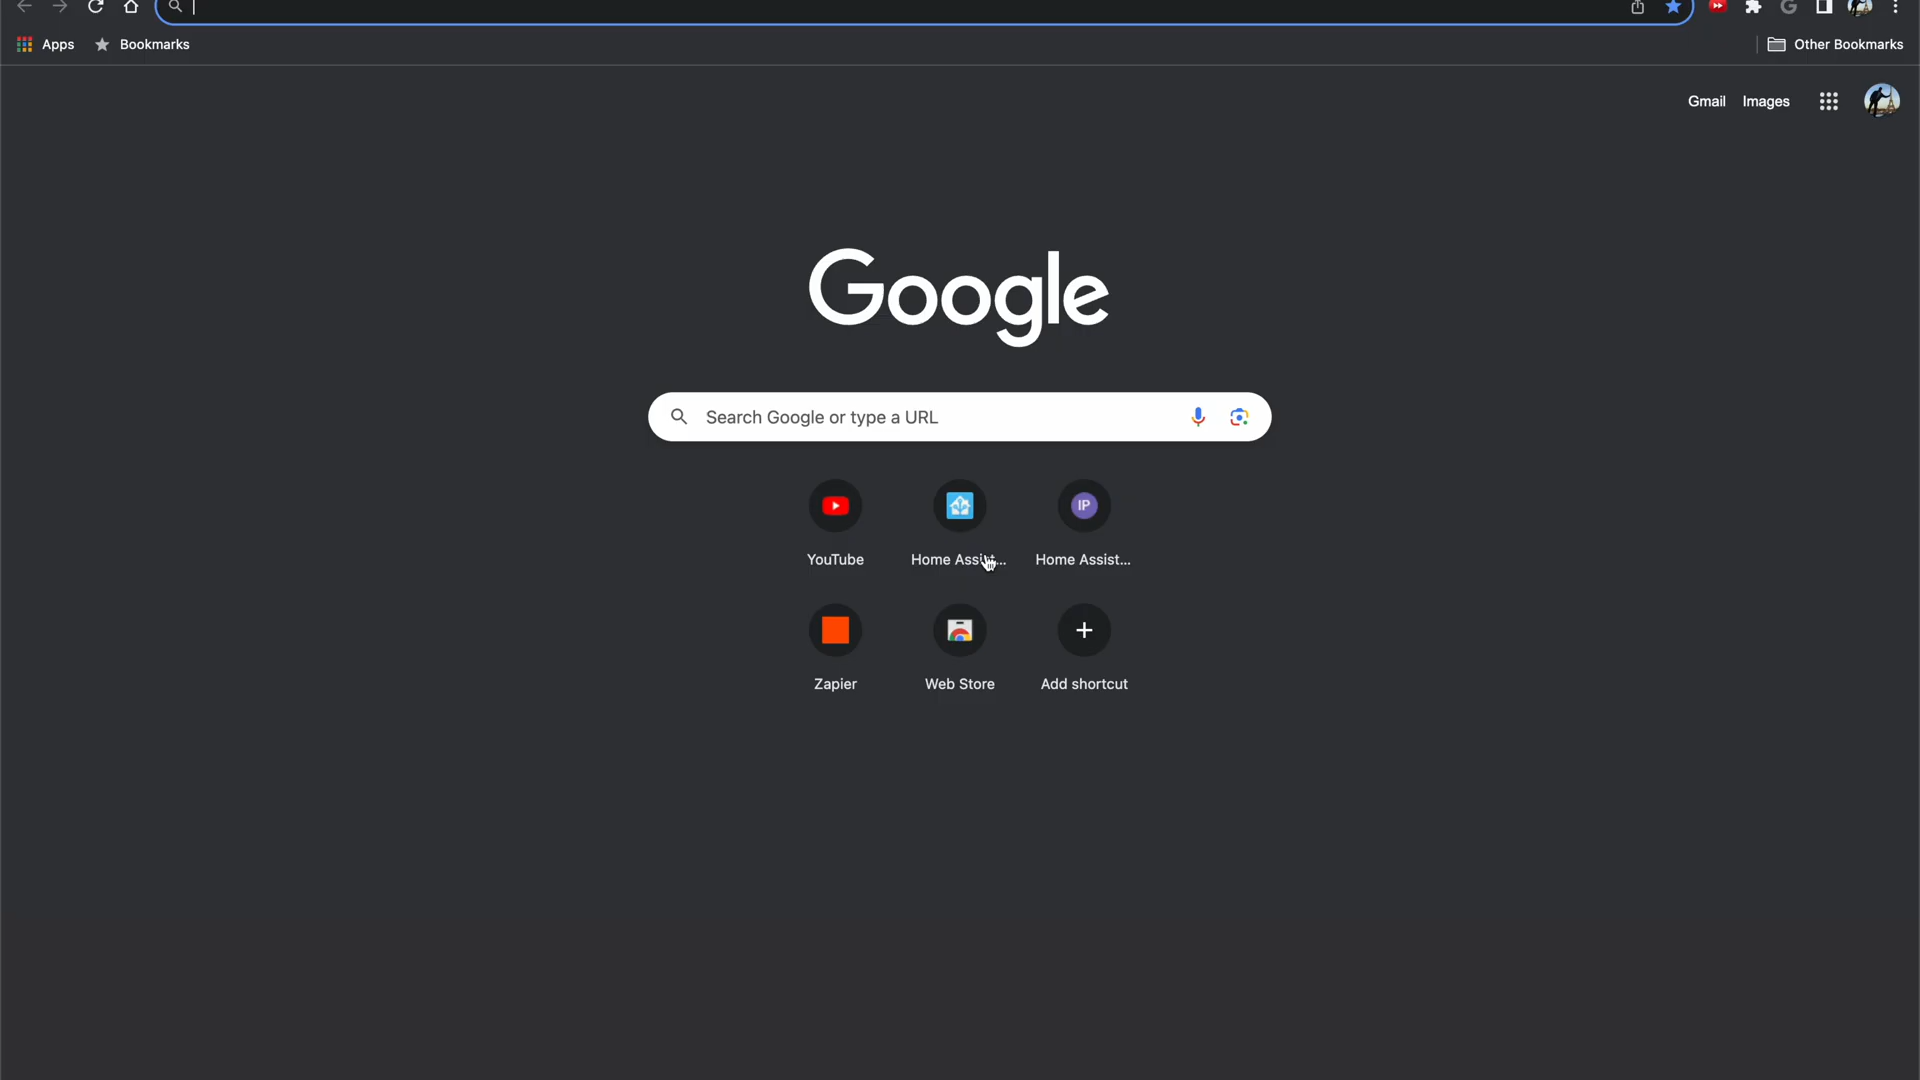 Apps Bookmarks Other Bookmarks
Gmail Images
Google
Search Google or type a URL
IP
YouTube Home Assist... Home Assist...
Zapier Web Store Add shortcut